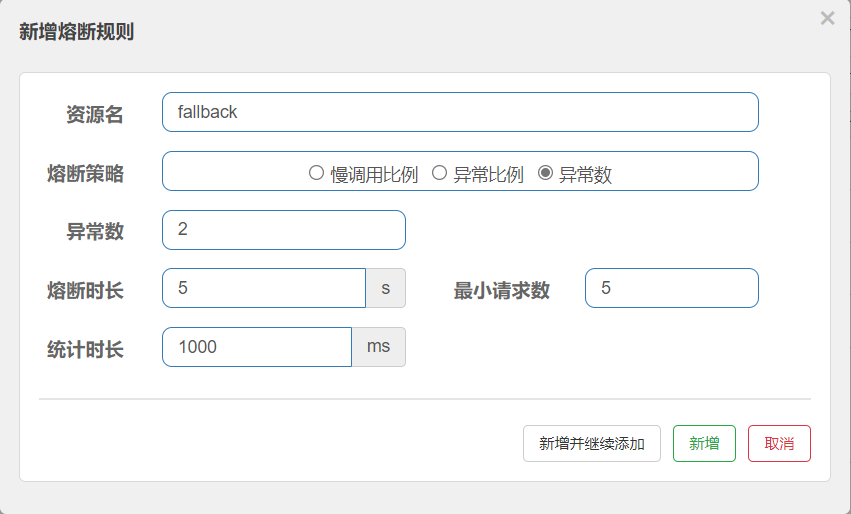 新增熔断规则
×
资源名 fallback
熔断策略 慢调用比例 异常比例 异常数
异常数 2
熔断时长 5 s 最小请求数 5
统计时长 1000 ms
新增并继续添加 新增 取消